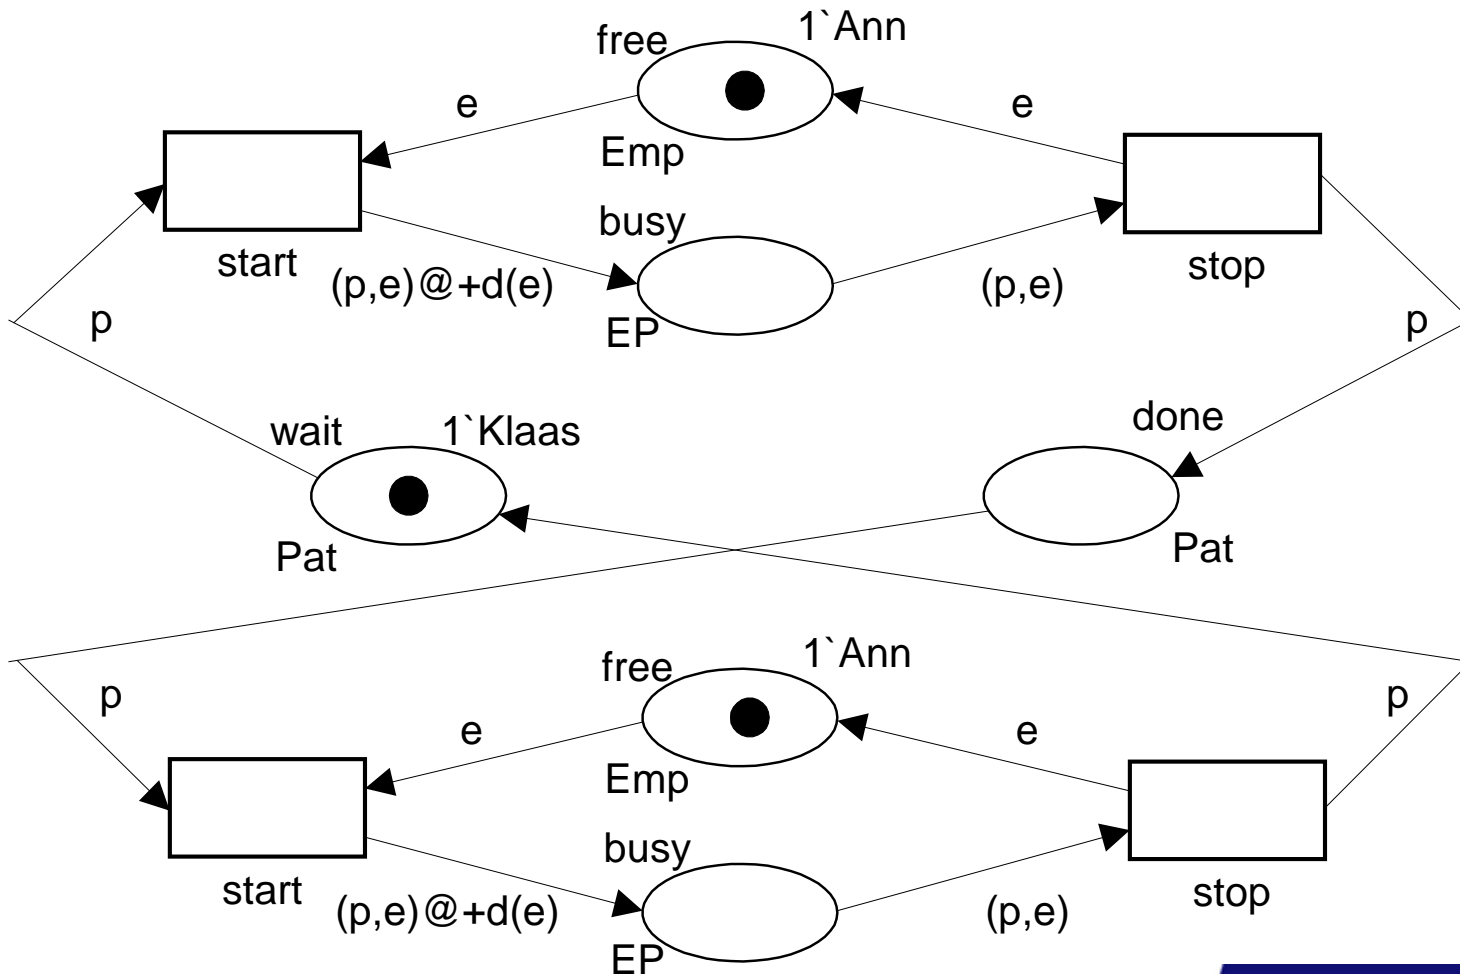 free
1`Ann
e
e
Emp
busy
start
(p,e)@+d(e)
(p,e)
stop
EP
p
p
wait
1`Klaas
done
Pat
Pat
free
1`Ann
p
p
e
e
Emp
busy
start
(p,e)@+d(e)
(p,e)
stop
EP